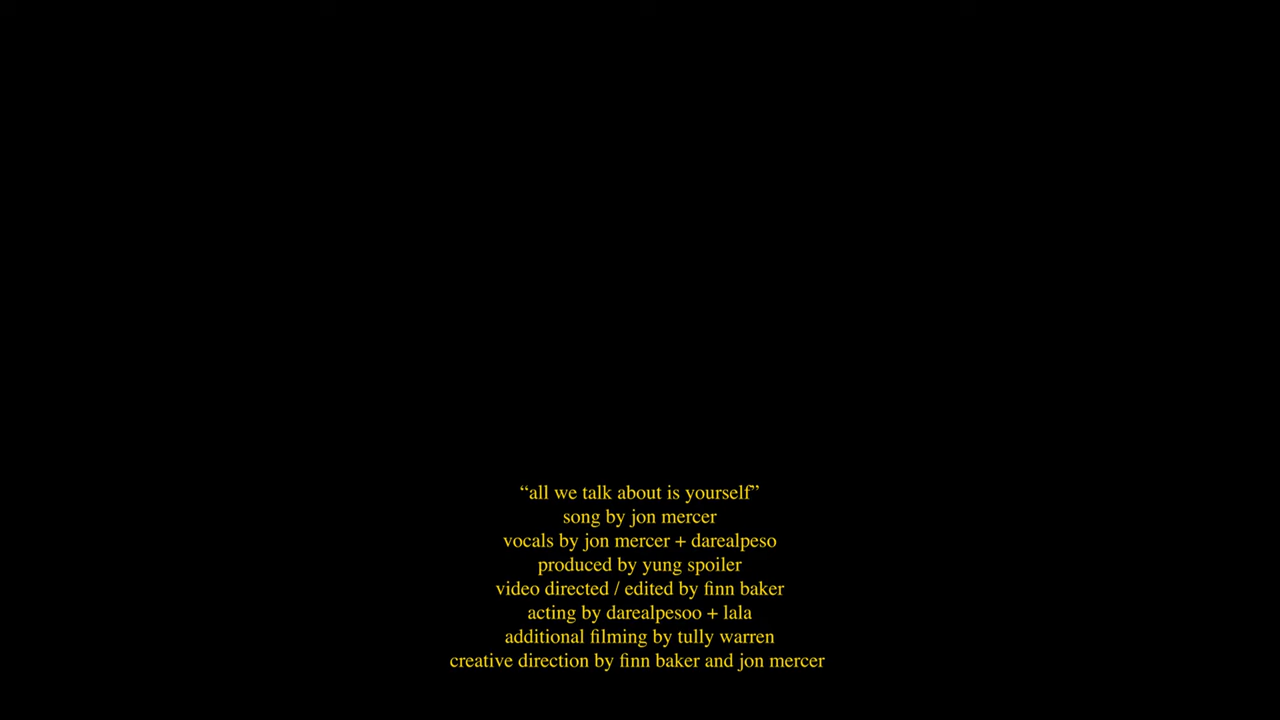 “all we talk about is yourself”
song by jon mercer
vocals by jon mercer + darealpeso
produced by yung spoiler
video directed / edited by finn baker
acting by darealpesoo + lala
additional filming by tully warren
creative direction by finn baker and jon mercer